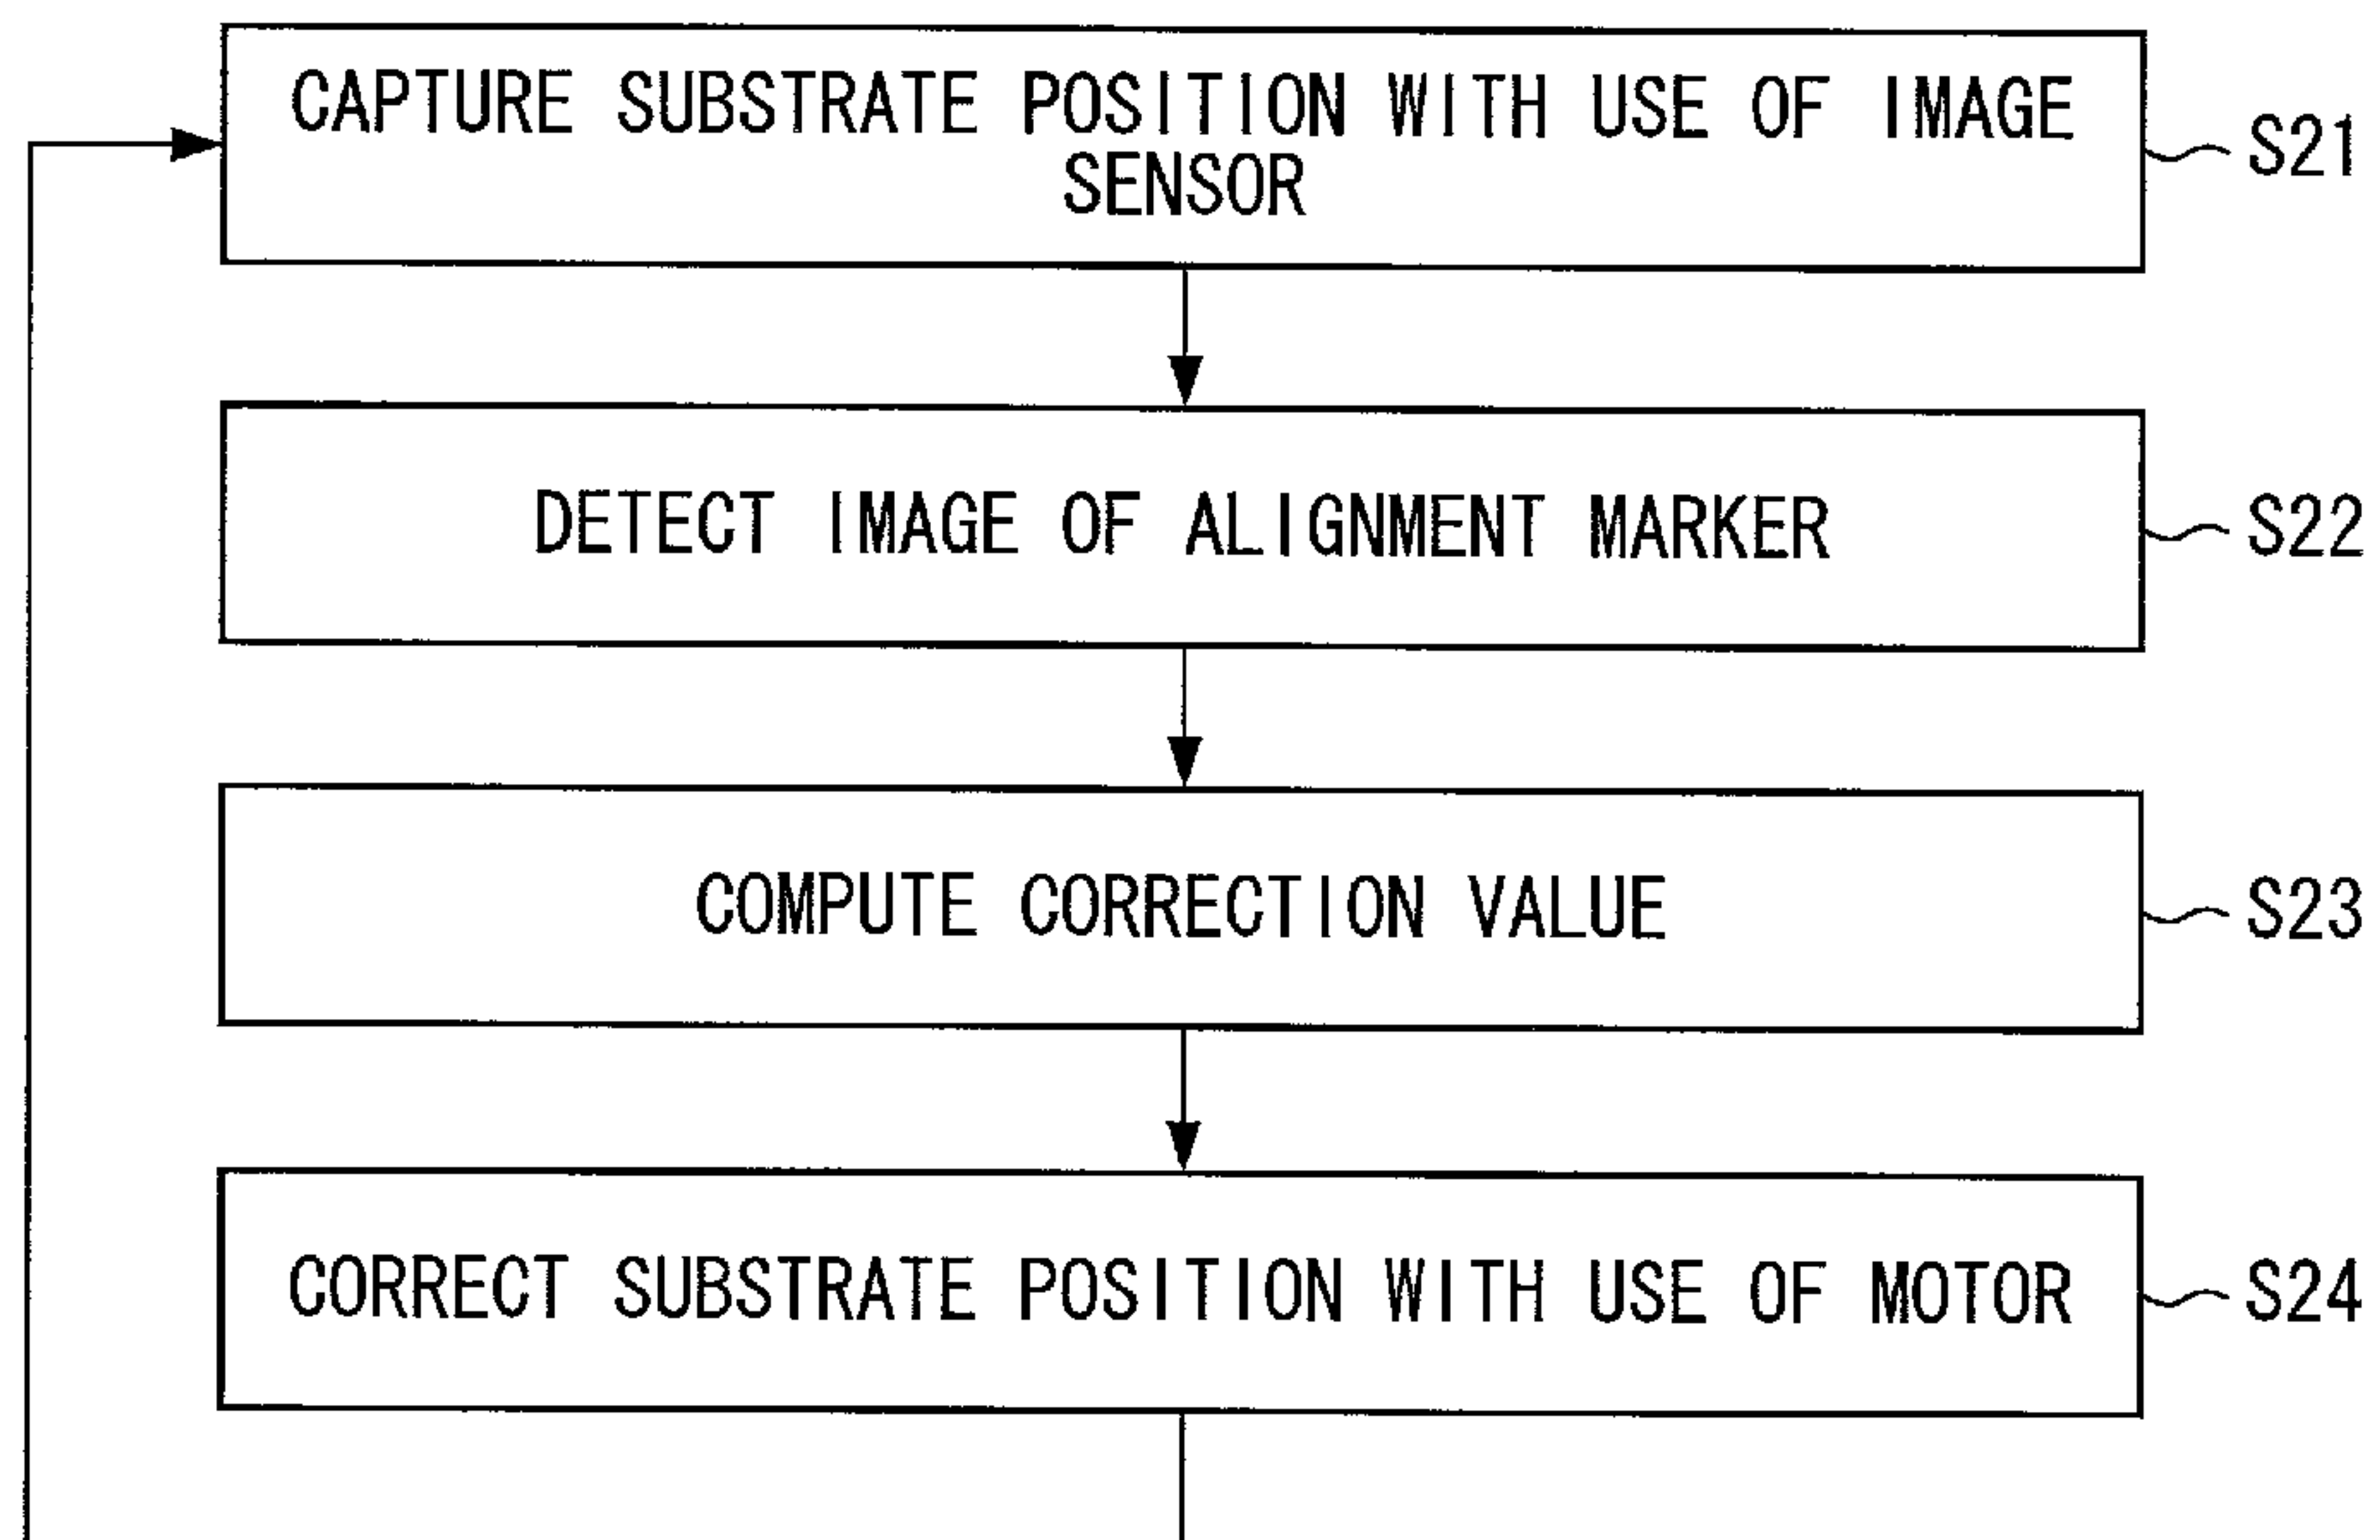 CAPTURE SUBSTRATE POSITION WITH USE OF IMAGE
SENSOR
S21
DETECT IMAGE OF ALIGNMENT MARKER
S22
COMPUTE CORRECTION VALUE
S23
CORRECT SUBSTRATE POSITION WITH USE OF MOTOR
S24